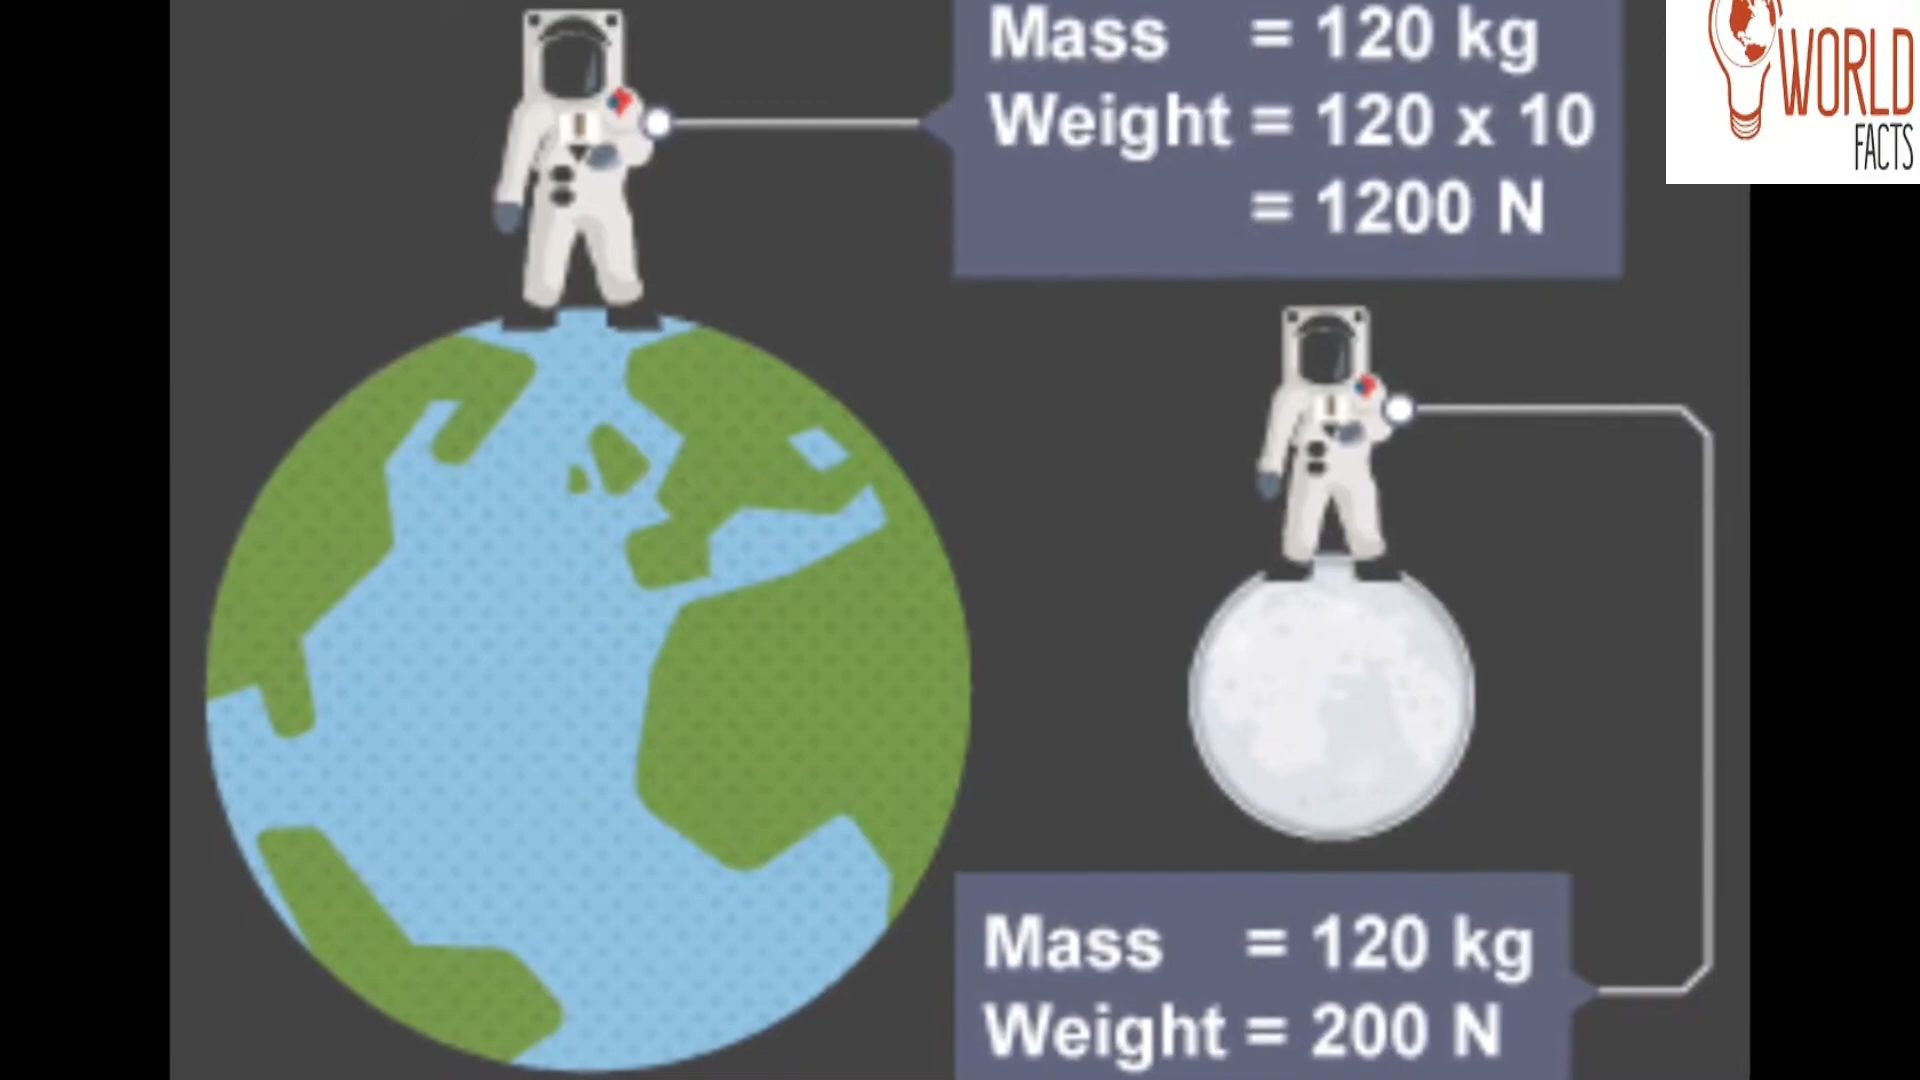 Mass = 120 kg
Weight = 120 x 10
= 1200 N
WORLD
FACTS
Mass = 120 kg
Weight = 200 N